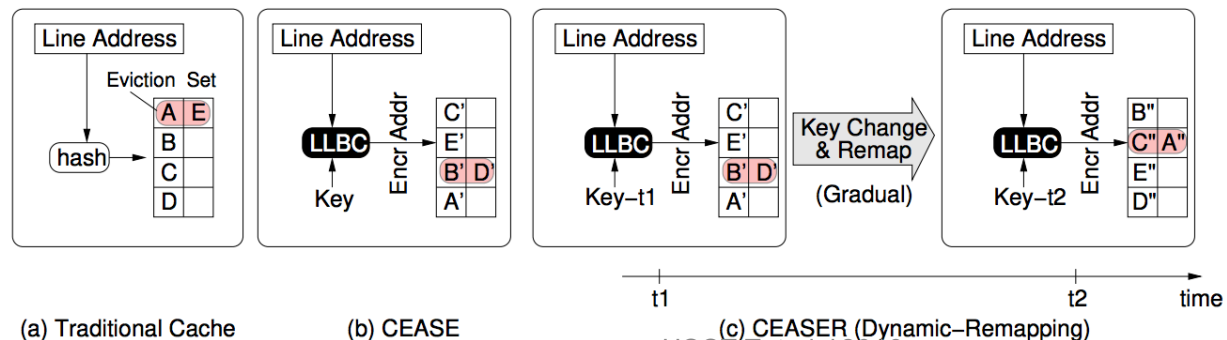 Line Address
Eviction Set
A E
B
C
D
hash
(a) Traditional Cache
Line Address
LLBC
Key
Encr Addr
C'
E'
B' D'
A'
(b) CEASE
Line Address
LLBC
Key-t1
Encr Addr
C'
E'
B' D'
A'
Key Change
& Remap
(Gradual)
Line Address
LLBC
Key-t2
Encr Addr
B"
C" A"
E"
D"
t1
t2
time
(c) CEASER (Dynamic-Remapping)